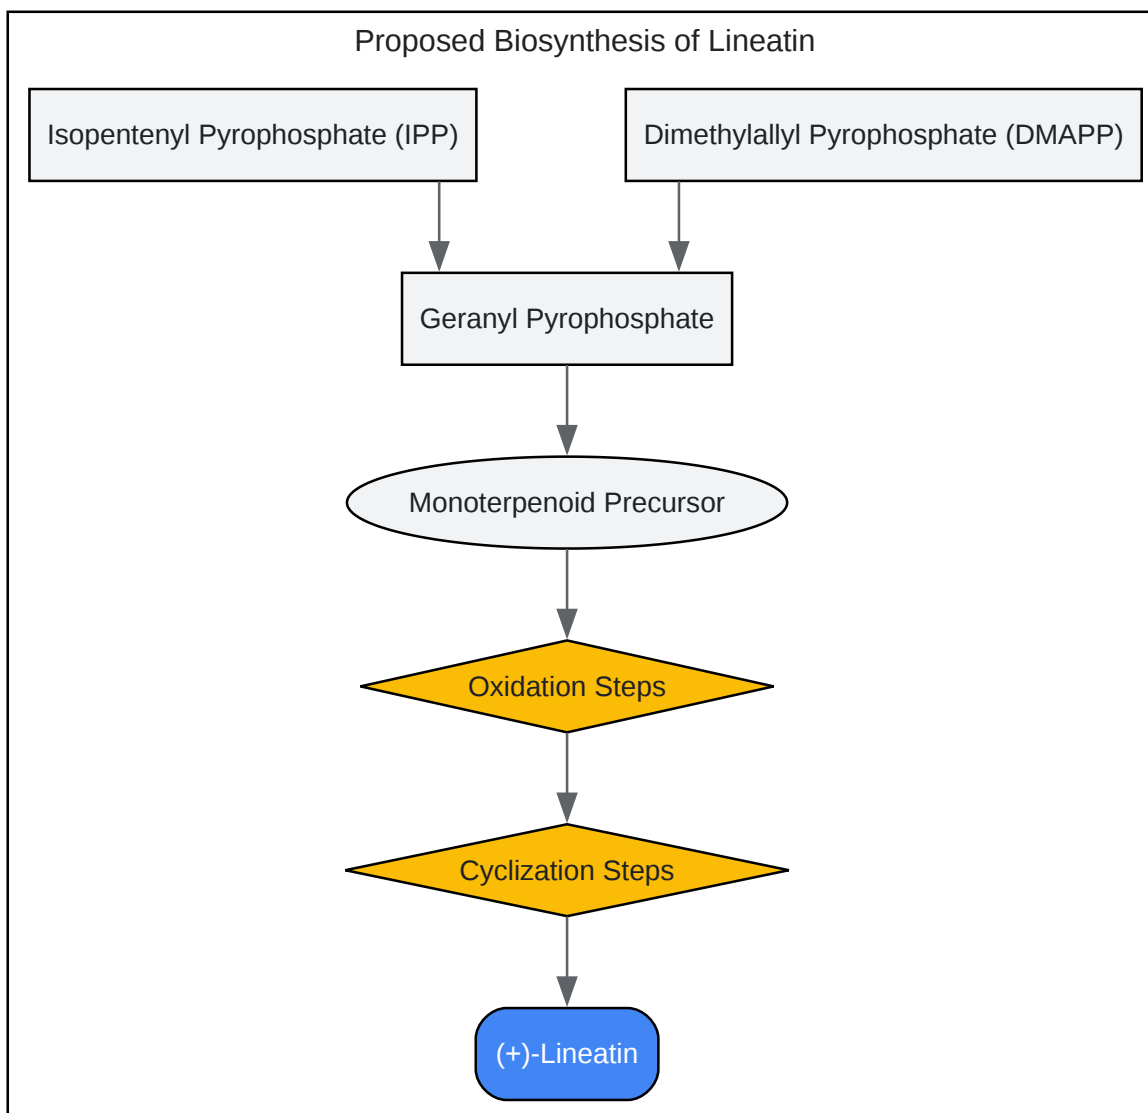 Proposed Biosynthesis of Lineatin
Isopentenyl Pyrophosphate (IPP)
Dimethylallyl Pyrophosphate (DMAPP)
Geranyl Pyrophosphate
Monoterpenoid Precursor
Oxidation Steps
Cyclization Steps
(+)-Lineatin